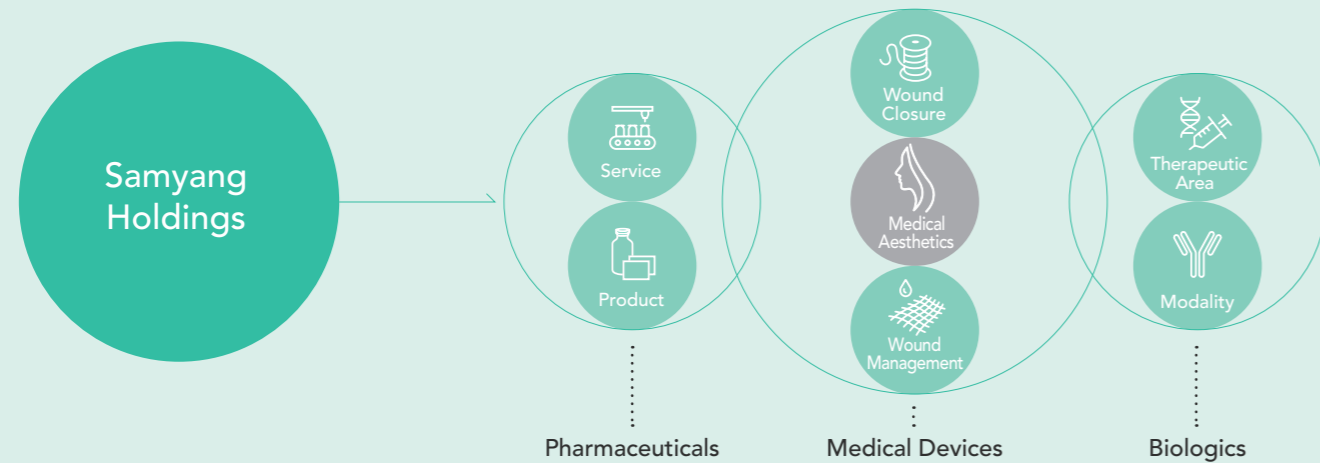 Samyang
Holdings
Service
Product
Wound
Closure
Medical
Aesthetics
Wound
Management
Therapeutic
Area
Modality
Pharmaceuticals
Medical Devices
Biologics